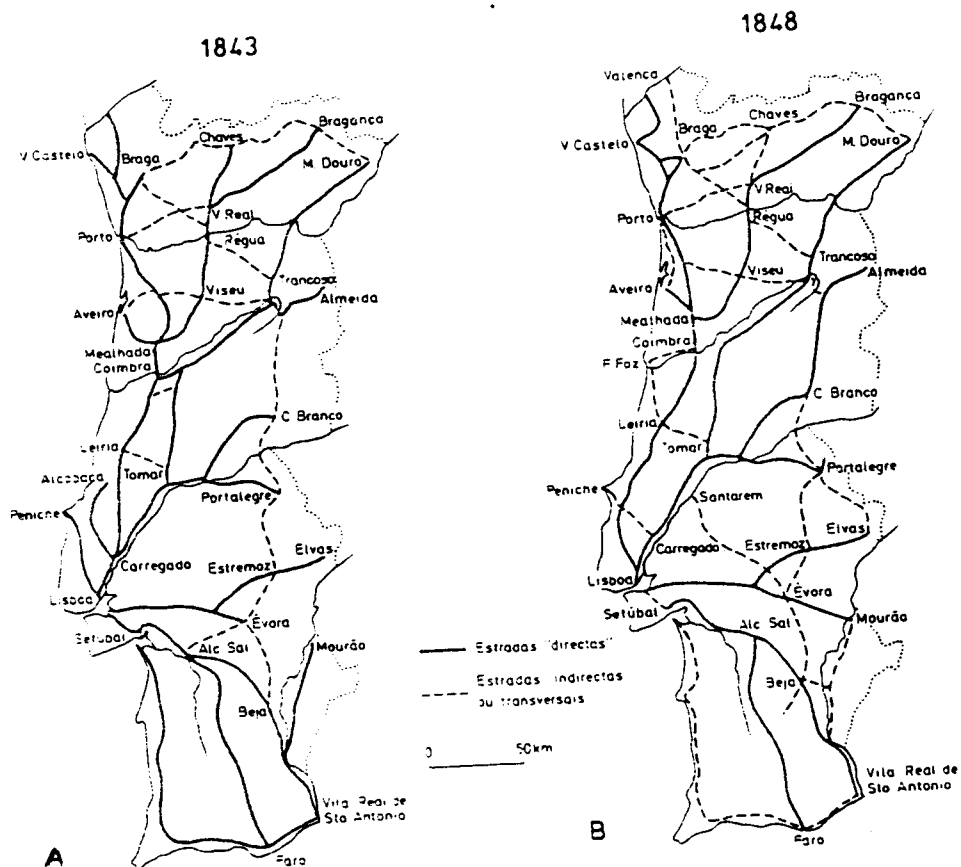 1843
Bragança
Chaves
V. Castelo
Braga
M. Douro
V. Real
Porto
Régua
Trancoso
Viseu
Almeida
Aveiro
Mealhada
Coimbra
C. Branco
Leiria
Alcobaça
Tomar
Portalegre
Peniche
Carregado
Estremoz
Elvas
Lisboa
Évora
Setúbal
Alc Sal
Mourão
Beja
Vila Real de
Sto Antonio
Faro
A
Estradas "directas"
Estradas indirectas
ou transversais
0 50km
1848
Valença
Bragança
Chaves
Braga
V. Castelo
M. Douro
V. Real
Porto
Régua
Trancoso
Almeida
Viseu
Aveiro
Mealhada
Coimbra
F. Foz
C. Branco
Leiria
Tomar
Portalegre
Peniche
Santarem
Elvas
Carregado
Estremoz
Lisboa
Évora
Setúbal
Mourão
Alc Sal
Beja
Vila Real de
Sto Antonio
Faro
B